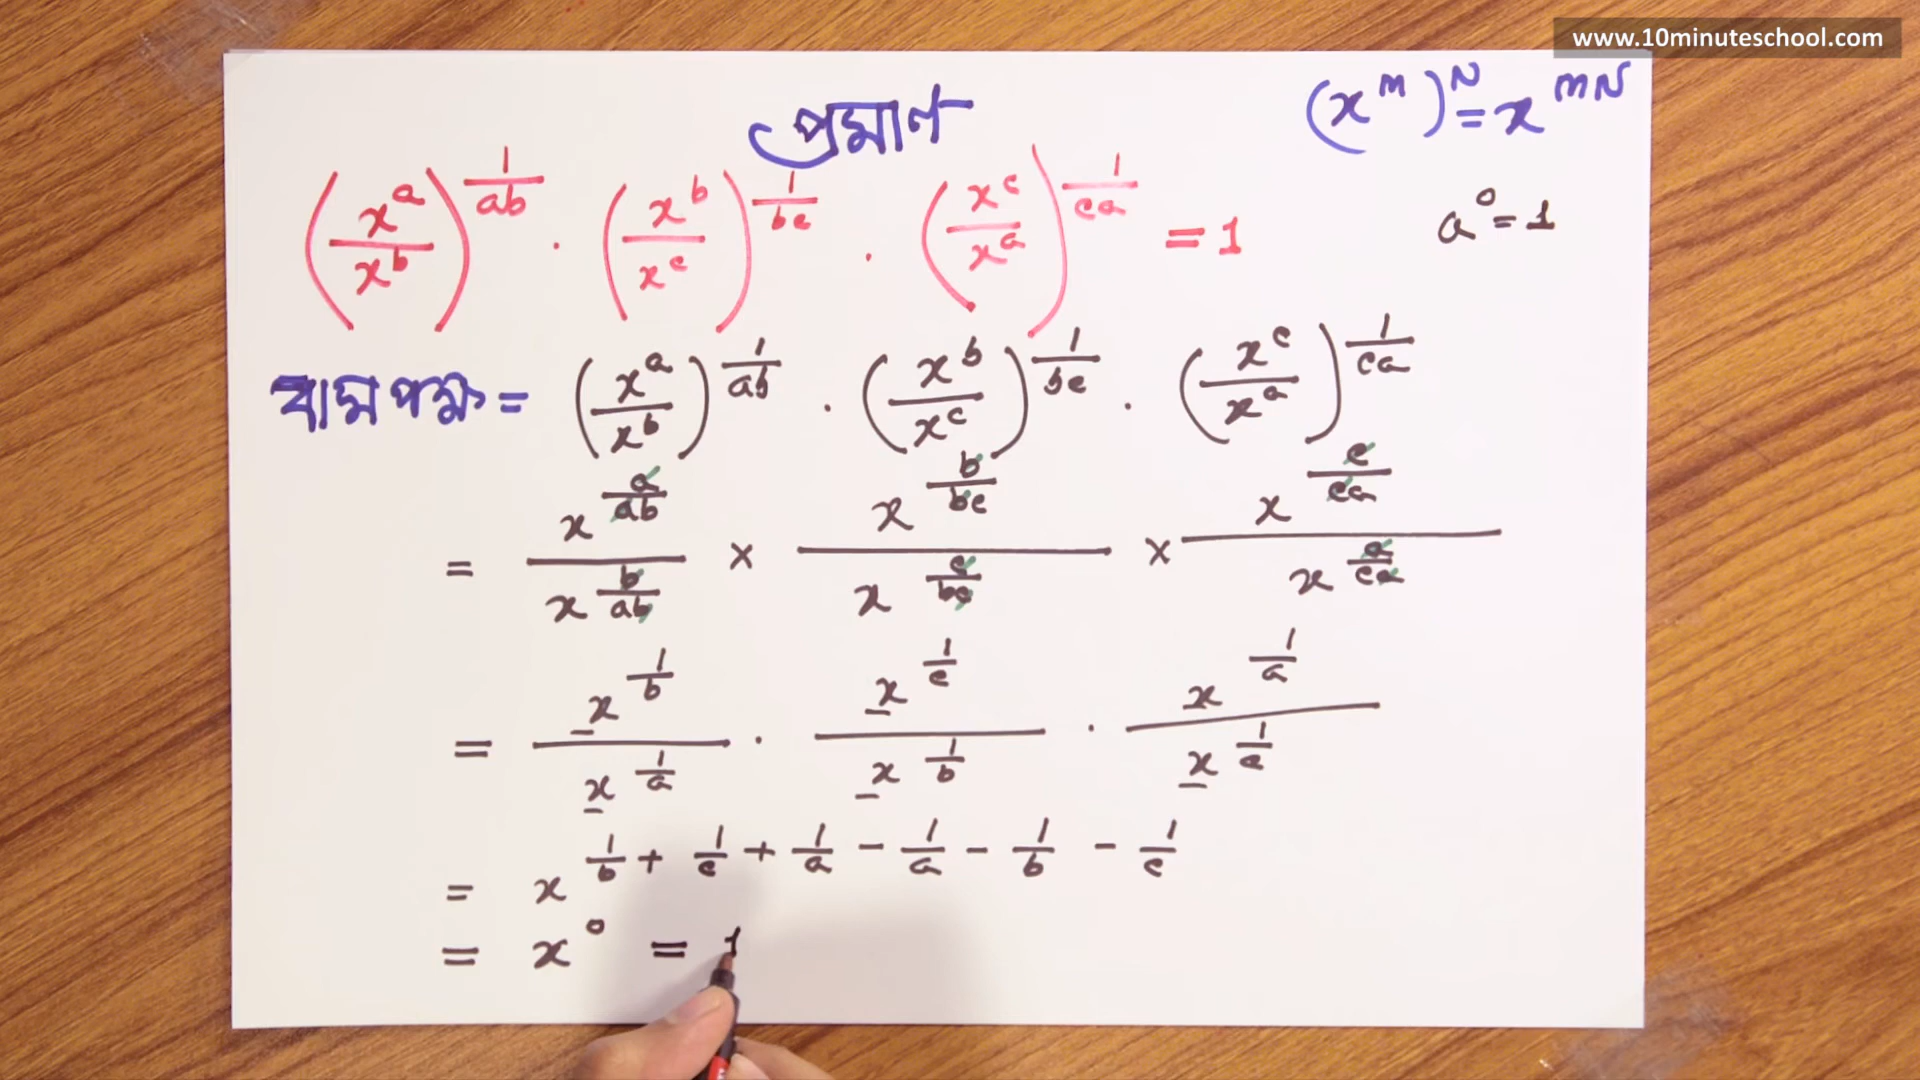 www.10minuteschool.com
প্রমাণ
(x^m)^N = x^{mN}
(x^a/x^b)^{1/ab} · (x^b/x^c)^{1/bc} · (x^c/x^a)^{1/ca} = 1
a^0 = 1
বাম পক্ষ = (x^a/x^b)^{1/ab} · (x^b/x^c)^{1/bc} · (x^c/x^a)^{1/ca}
= x^{a/ab}/x^{b/ab} × x^{b/bc}/x^{c/bc} × x^{c/ca}/x^{a/ca}
= x^{1/b}/x^{1/a} · x^{1/c}/x^{1/b} · x^{1/a}/x^{1/c}
= x^{1/b + 1/c + 1/a - 1/a - 1/b - 1/c}
= x^0 = 1